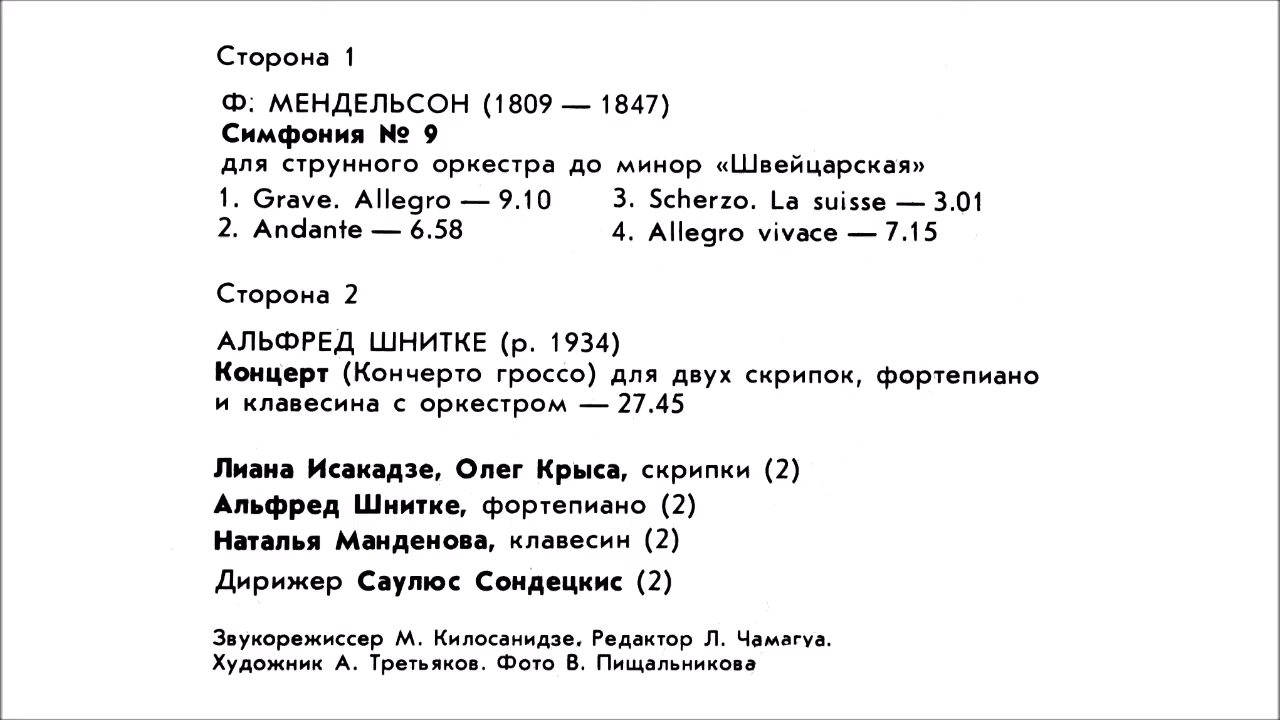 Сторона 1
Ф: МЕНДЕЛЬСОН (1809 — 1847)
Симфония № 9
для струнного оркестра до минор «Швейцарская»
1. Grave. Allegro — 9.10
2. Andante — 6.58
3. Scherzo. La suisse — 3.01
4. Allegro vivace — 7.15
Сторона 2
АЛЬФРЕД ШНИТКЕ (р. 1934)
Концерт (Кончерто гроссо) для двух скрипок, фортепиано
и клавесина с оркестром — 27.45
Лиана Исакадзе, Олег Крыса, скрипки (2)
Альфред Шнитке, фортепиано (2)
Наталья Манденова, клавесин (2)
Дирижер Саулюс Сондецкис (2)
Звукорежиссер М. Килосанидзе. Редактор Л. Чамагуа.
Художник А. Третьяков. Фото В. Пищальникова